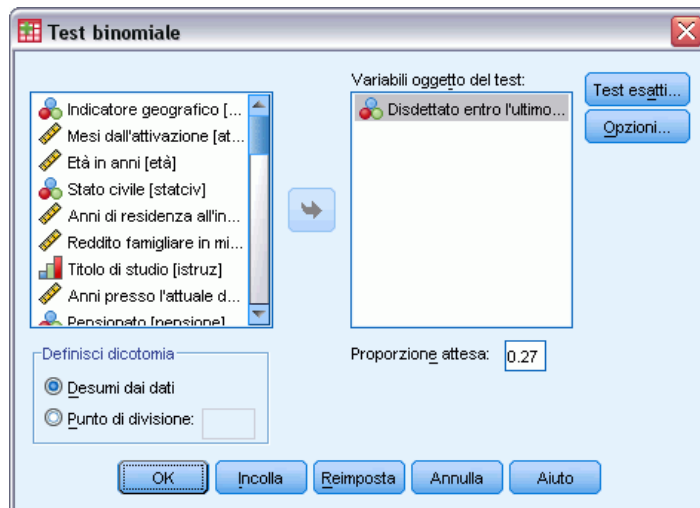 Test binomiale
Indicatore geografico [...
Mesi dall'attivazione [at...
Età in anni [età]
Stato civile [statciv]
Anni di residenza all'in...
Reddito famigliare in mi...
Titolo di studio [istruz]
Anni presso l'attuale d...
Pensionato [pensione]
Variabili oggetto del test:
Disdettato entro l'ultimo...
Test esatti...
Opzioni...
Definisci dicotomia
Desumi dai dati
Punto di divisione:
Proporzione attesa: 0.27
OK Incolla Reimposta Annulla Aiuto